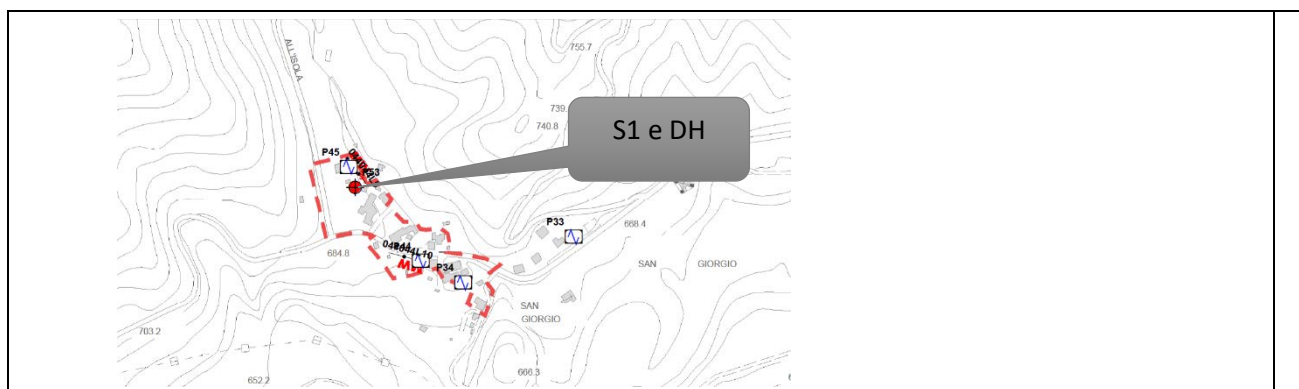 755.7
ALL'ISOLA
739.
740.8
S1 e DH
P45
P33
668.4
684.8
P34
SAN GIORGIO
SAN
GIORGIO
703.2
666.3
652.2